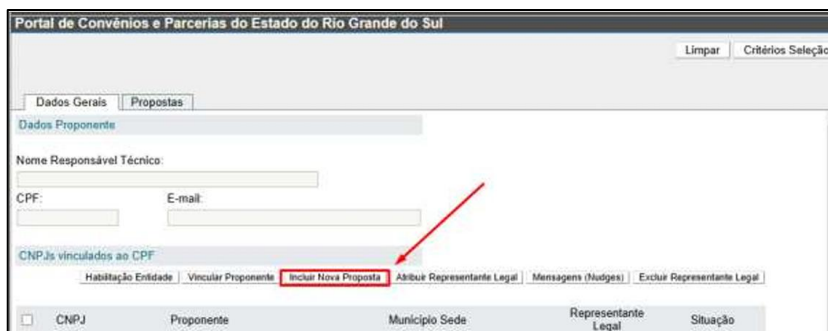 Portal de Convênios e Parcerias do Estado do Rio Grande do Sul
Limpar Critérios Seleção
Dados Gerais Propostas
Dados Proponente
Nome Responsável Técnico:
CPF: E-mail:
CNPJs vinculados ao CPF
Habilitação Entidade Vincular Proponente Incluir Nova Proposta Atribuir Representante Legal Mensagens (Nudges) Excluir Representante Legal
CNPJ Proponente Município Sede Representante Legal Situação